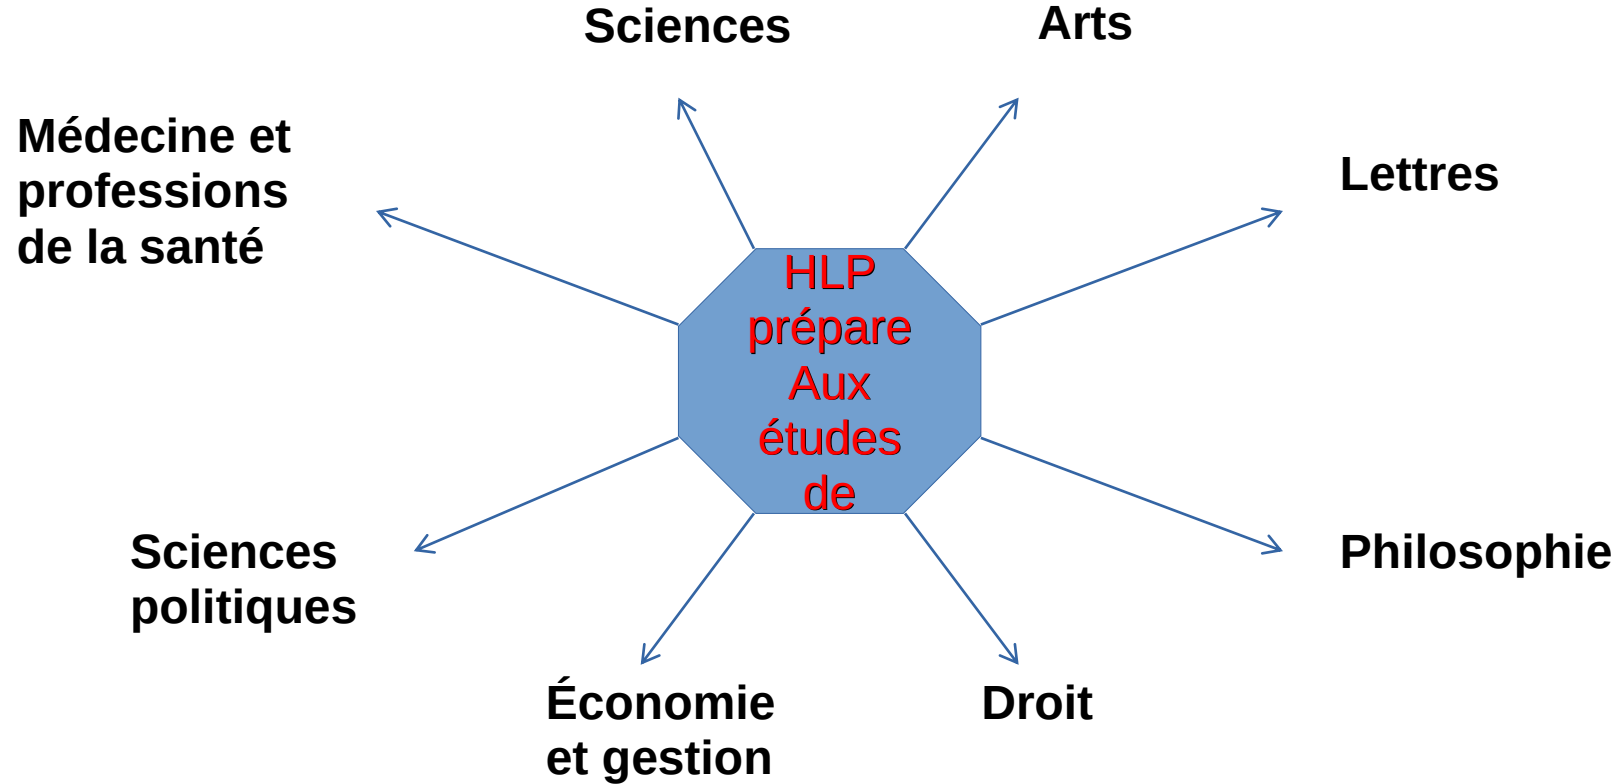 Sciences
Arts
Médecine et
professions
de la santé
Lettres
HLP
prépare
Aux
études
de
Sciences
politiques
Philosophie
Économie
et gestion
Droit